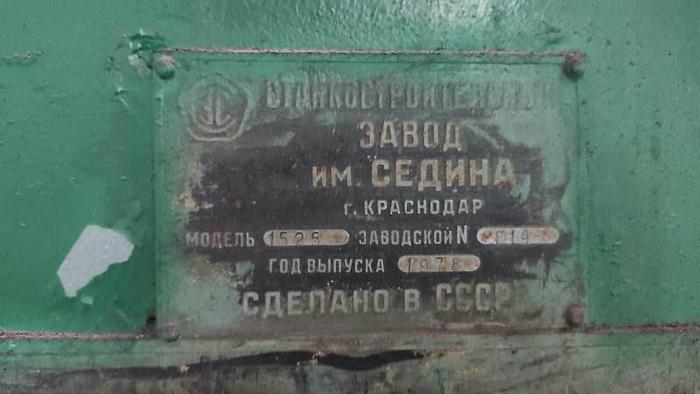 СТАНКОСТРОИТЕЛЬНЫЙ
ЗАВОД
ИМ. СЕДИНА
Г. КРАСНОДАР
МОДЕЛЬ 1525 ЗАВОДСКОЙ N
ГОД ВЫПУСКА 1978
СДЕЛАНО В СССР